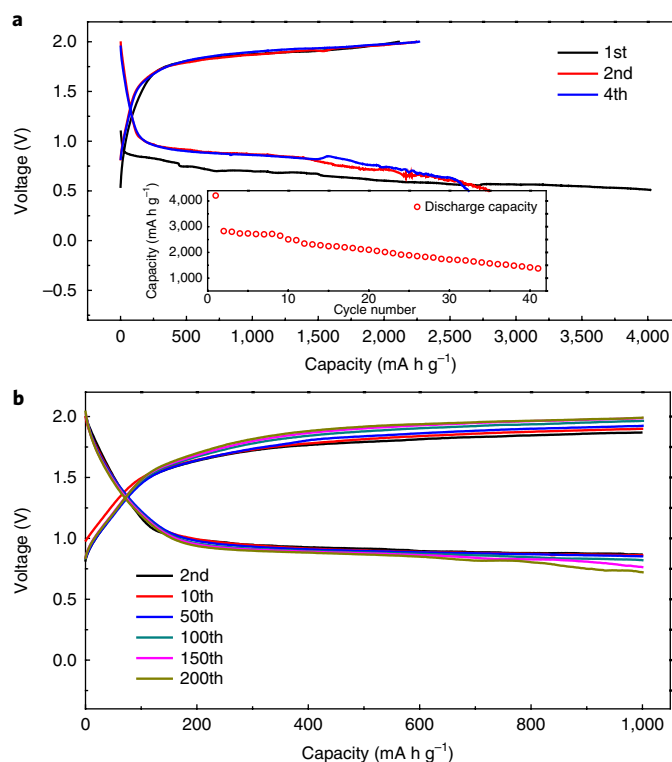 a
2.0
1.5
1.0
0.5
0.0
–0.5
Voltage (V)
1st
2nd
4th
4,000
3,000
2,000
1,000
Capacity (mA h g–1)
Discharge capacity
0 10 20 30 40
Cycle number
0 500 1,000 1,500 2,000 2,500 3,000 3,500 4,000
Capacity (mA h g–1)
b
2.0
1.5
1.0
0.5
0.0
Voltage (V)
2nd
10th
50th
100th
150th
200th
0 200 400 600 800 1,000
Capacity (mA h g–1)